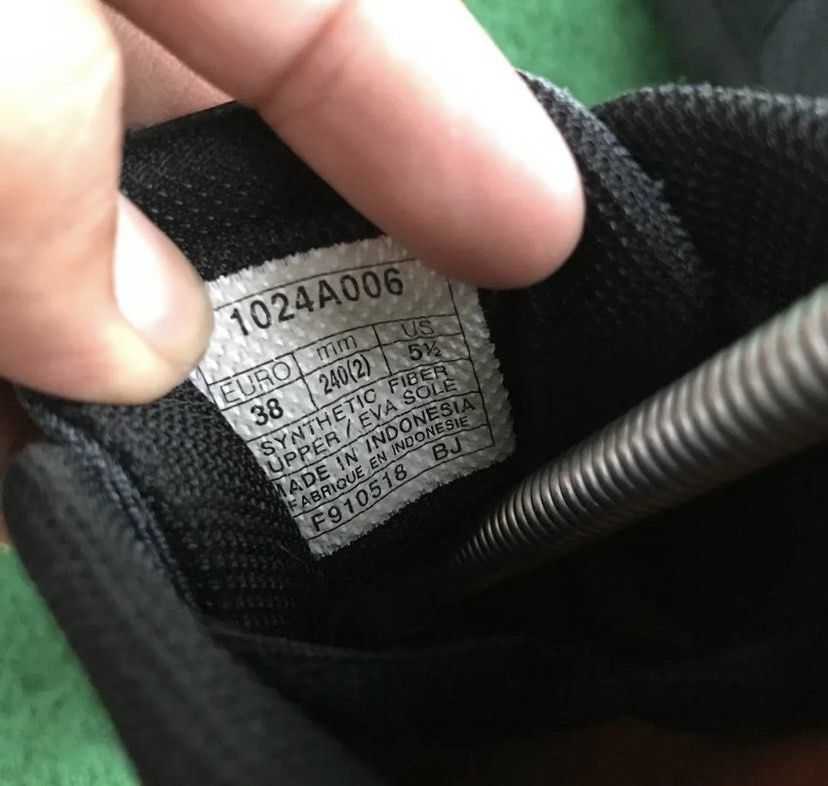 1024A006
EURO mm US
38 240(2) 5½
SYNTHETIC FIBER
UPPER / EVA SOLE
MADE IN INDONESIA
FABRIQUE EN INDONESIE
F910518 BJ